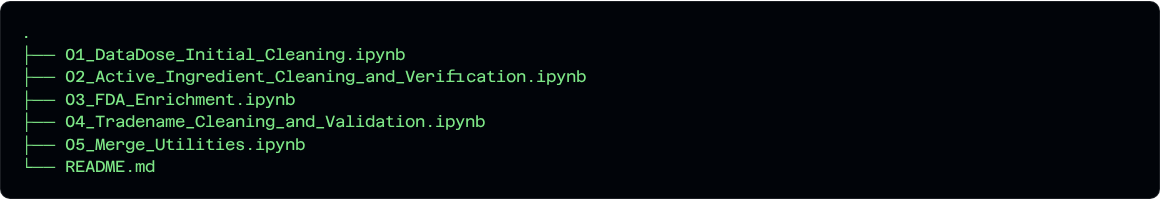 .
├── 01_DataDose_Initial_Cleaning.ipynb
├── 02_Active_Ingredient_Cleaning_and_Verification.ipynb
├── 03_FDA_Enrichment.ipynb
├── 04_Tradename_Cleaning_and_Validation.ipynb
├── 05_Merge_Utilities.ipynb
└── README.md